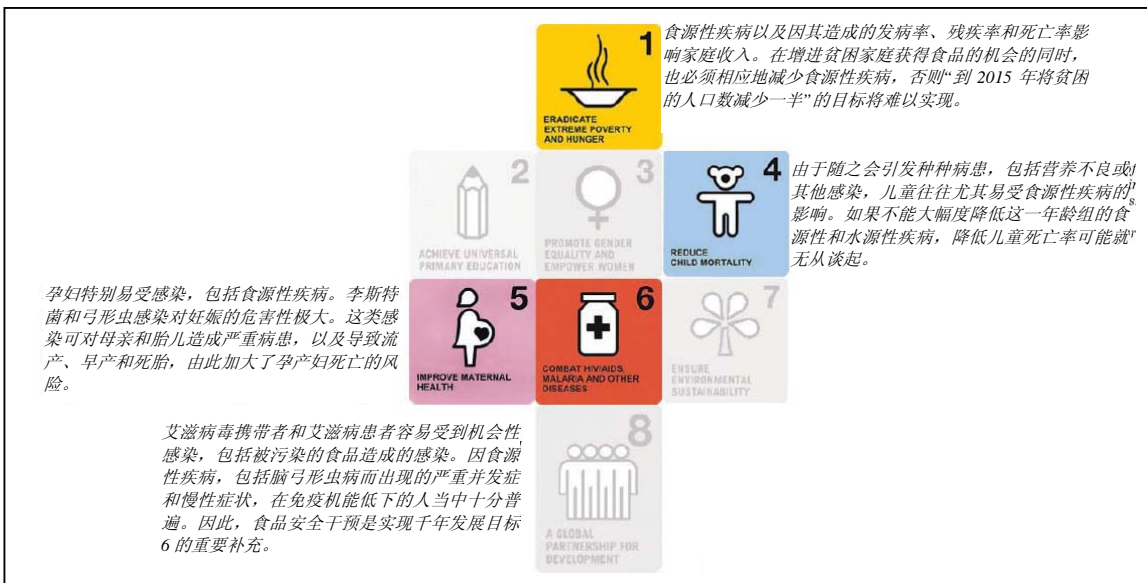 食源性疾病以及因其造成的发病率、残疾率和死亡率影
响家庭收入。在增进贫困家庭获得食品的机会的同时，
也必须相应地减少食源性疾病，否则“到 2015 年将贫困
的人口数减少一半”的目标将难以实现。
1
ERADICATE
EXTREME POVERTY
AND HUNGER
2
ACHIEVE UNIVERSAL
PRIMARY EDUCATION
3
PROMOTE GENDER
EQUALITY AND
EMPOWER WOMEN
4
REDUCE
CHILD MORTALITY
由于随之会引发种种病患，包括营养不良或
其他感染，儿童往往尤其易受食源性疾病的
影响。如果不能大幅度降低这一年龄组的食
源性和水源性疾病，降低儿童死亡率可能就
无从谈起。
孕妇特别易受感染，包括食源性疾病。李斯特
菌和弓形虫感染对妊娠的危害性极大。这类感
染可对母亲和胎儿造成严重病患，以及导致流
产、早产和死胎，由此加大了孕产妇死亡的风
险。
5
IMPROVE MATERNAL
HEALTH
6
COMBAT HIV/AIDS,
MALARIA AND OTHER
DISEASES
7
ENSURE
ENVIRONMENTAL
SUSTAINABILITY
艾滋病毒携带者和艾滋病患者容易受到机会性
感染，包括被污染的食品造成的感染。因食源
性疾病，包括脑弓形虫病而出现的严重并发症
和慢性症状，在免疫机能低下的人当中十分普
遍。因此，食品安全干预是实现千年发展目标
6 的重要补充。
8
A GLOBAL
PARTNERSHIP FOR
DEVELOPMENT